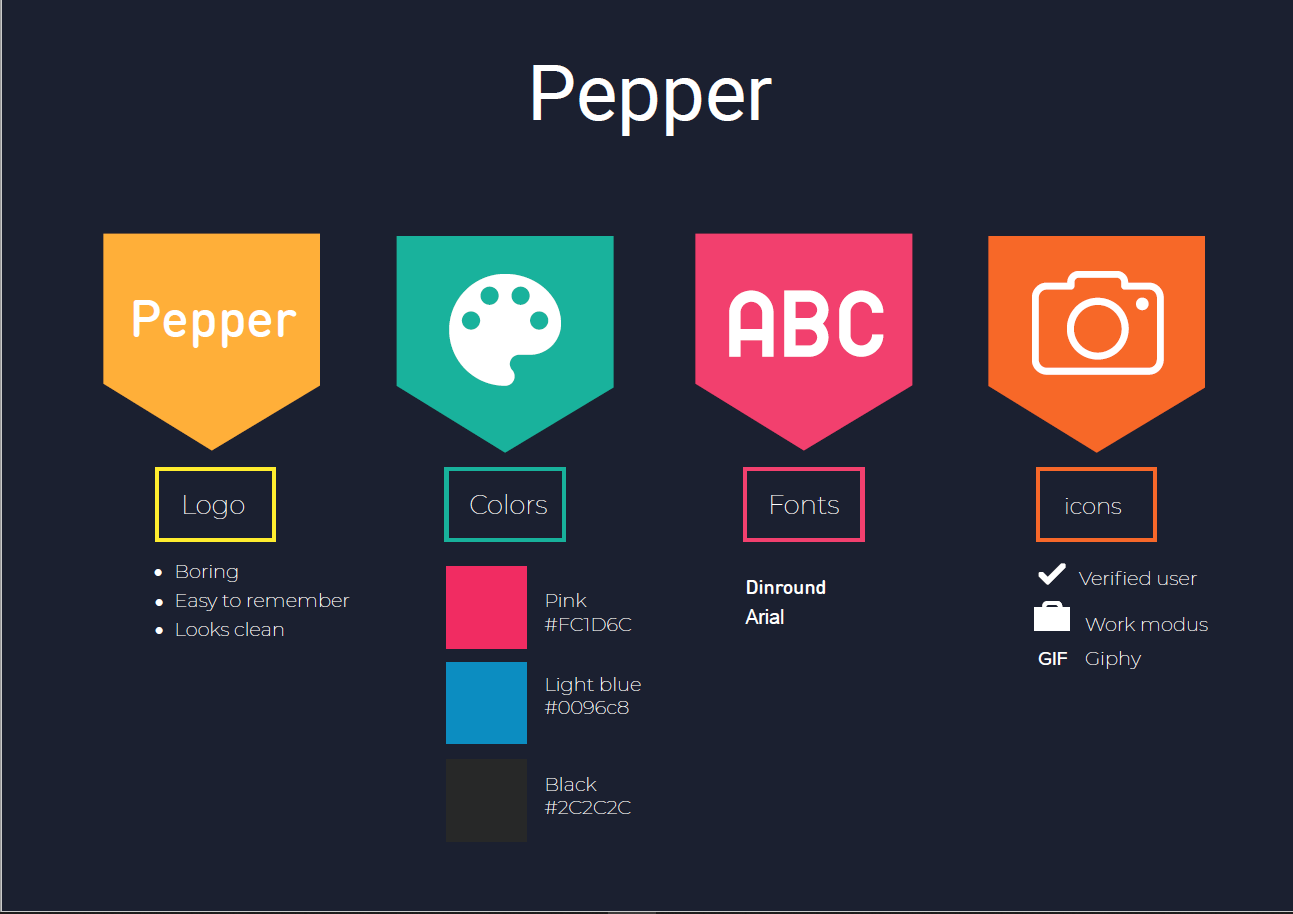 Pepper
Pepper
ABC
Logo
Colors
Fonts
icons
Boring
Easy to remember
Looks clean
Pink
#FC1D6C
Light blue
#0096c8
Black
#2C2C2C
Dinround
Arial
Verified user
Work modus
GIF Giphy